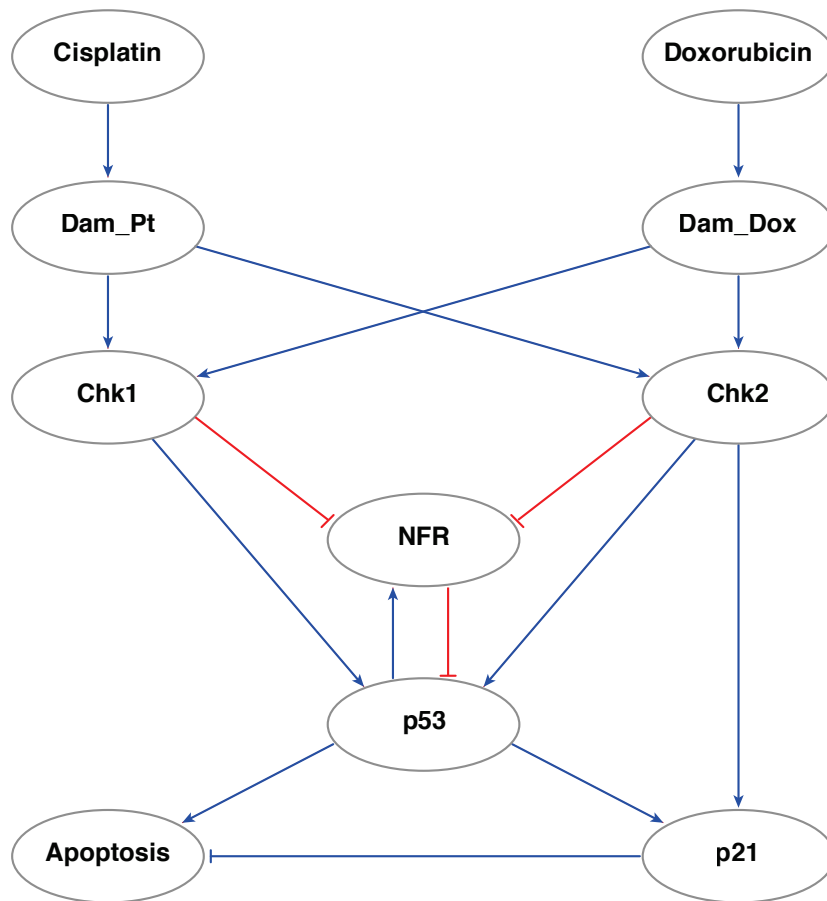 Cisplatin
Doxorubicin
Dam_Pt
Dam_Dox
Chk1
Chk2
NFR
p53
Apoptosis
p21